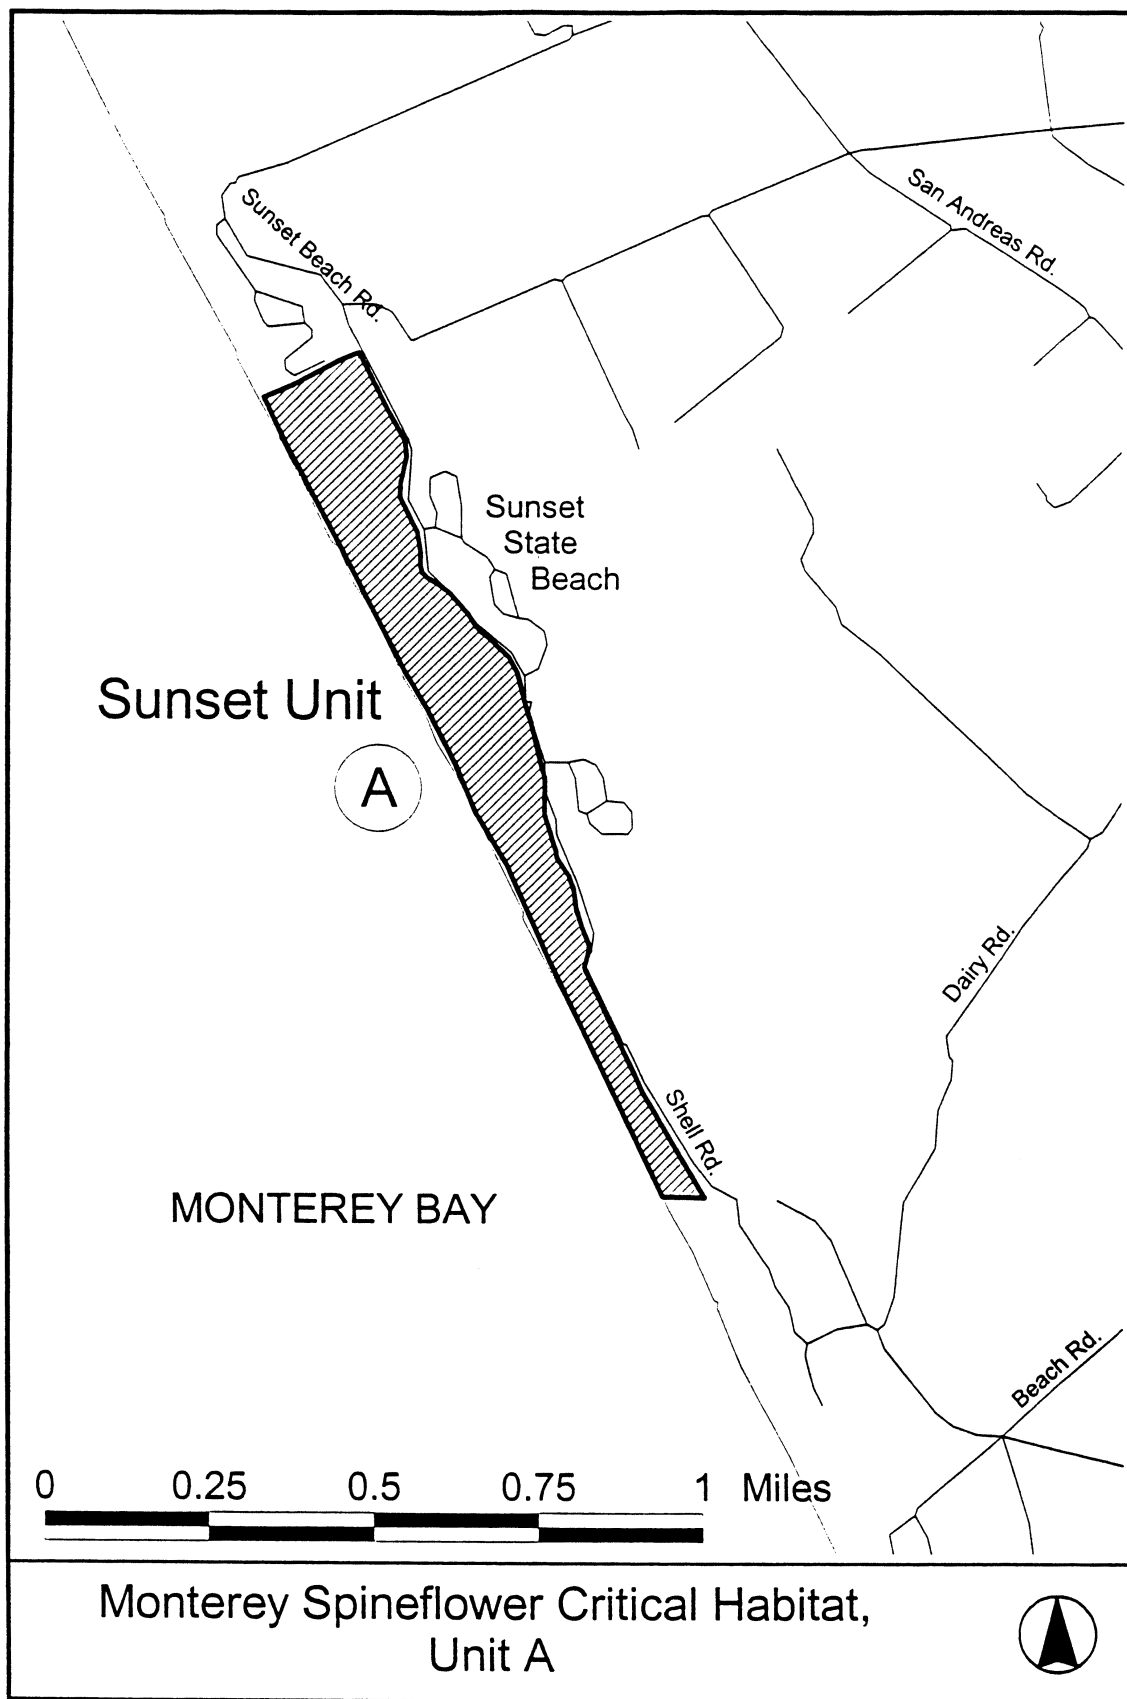 Sunset Beach Rd.
San Andreas Rd.
Sunset
State
Beach
Sunset Unit
A
Dairy Rd.
Shell Rd.
MONTEREY BAY
Beach Rd.
0 0.25 0.5 0.75 1 Miles
Monterey Spineflower Critical Habitat,
Unit A